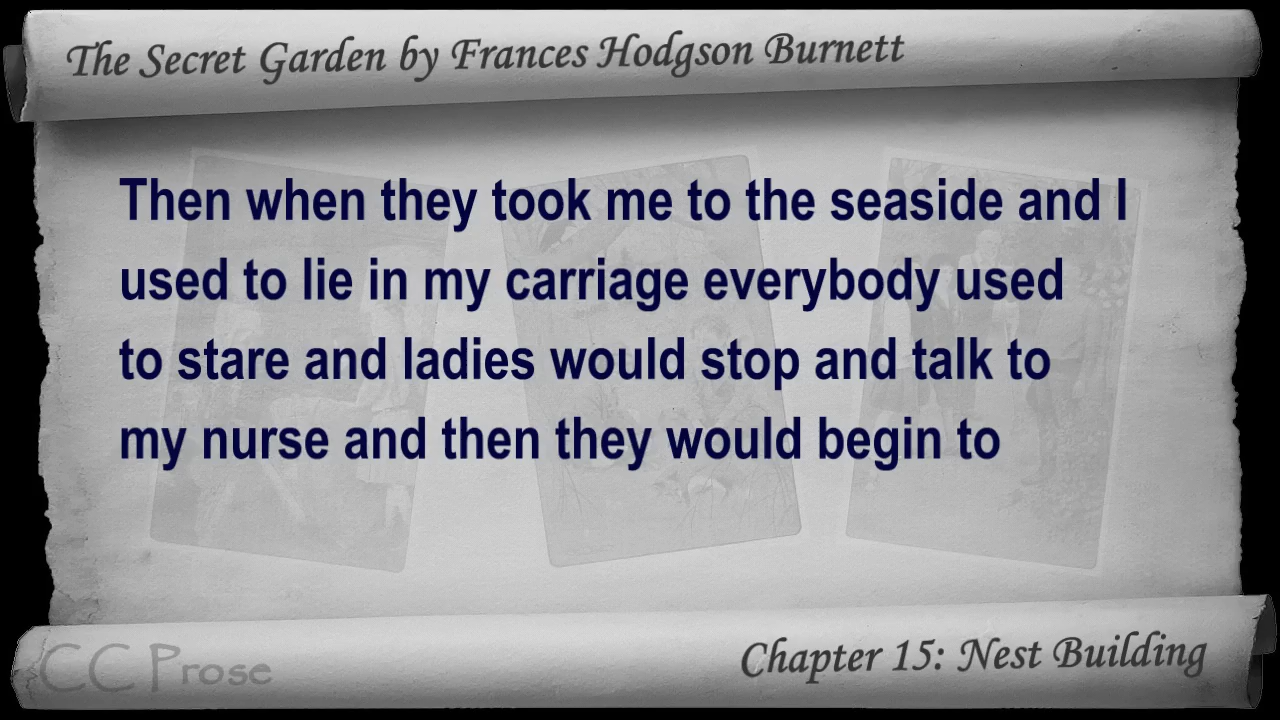 The Secret Garden by Frances Hodgson Burnett
Then when they took me to the seaside and I
used to lie in my carriage everybody used
to stare and ladies would stop and talk to
my nurse and then they would begin to
CC Prose
Chapter 15: Nest Building